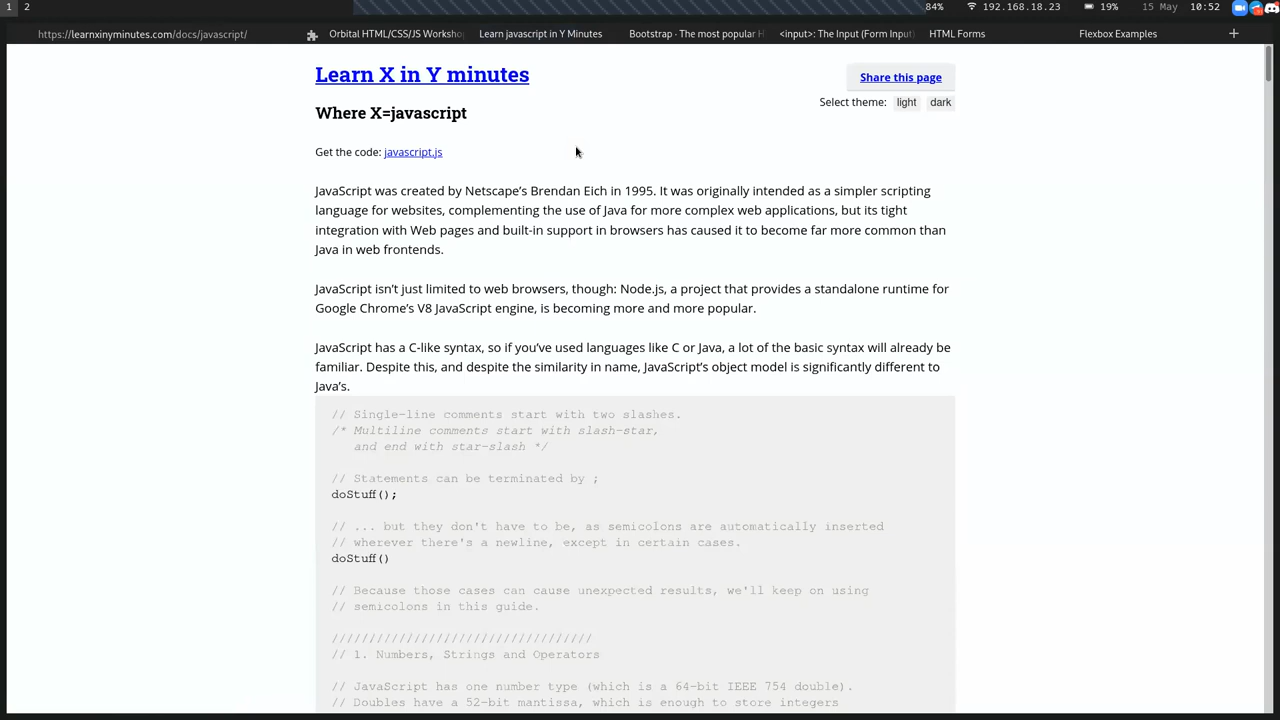 1 2 84% 192.168.18.23 19% 15 May 10:52
https://learnxinyminutes.com/docs/javascript/ Orbital HTML/CSS/JS Worksho Learn javascript in Y Minutes Bootstrap · The most popular H <input>: The Input (Form Input) HTML Forms Flexbox Examples +
Learn X in Y minutes
Share this page
Select theme: light dark
Where X=javascript
Get the code: javascript.js
JavaScript was created by Netscape’s Brendan Eich in 1995. It was originally intended as a simpler scripting
language for websites, complementing the use of Java for more complex web applications, but its tight
integration with Web pages and built-in support in browsers has caused it to become far more common than
Java in web frontends.
JavaScript isn’t just limited to web browsers, though: Node.js, a project that provides a standalone runtime for
Google Chrome’s V8 JavaScript engine, is becoming more and more popular.
JavaScript has a C-like syntax, so if you’ve used languages like C or Java, a lot of the basic syntax will already be
familiar. Despite this, and despite the similarity in name, JavaScript’s object model is significantly different to
Java’s.
// Single-line comments start with two slashes.
/* Multiline comments start with slash-star,
and end with star-slash */
// Statements can be terminated by ;
doStuff();
// ... but they don't have to be, as semicolons are automatically inserted
// wherever there's a newline, except in certain cases.
doStuff()
// Because those cases can cause unexpected results, we'll keep on using
// semicolons in this guide.
///////////////////////////////////
// 1. Numbers, Strings and Operators
// JavaScript has one number type (which is a 64-bit IEEE 754 double).
// Doubles have a 52-bit mantissa, which is enough to store integers